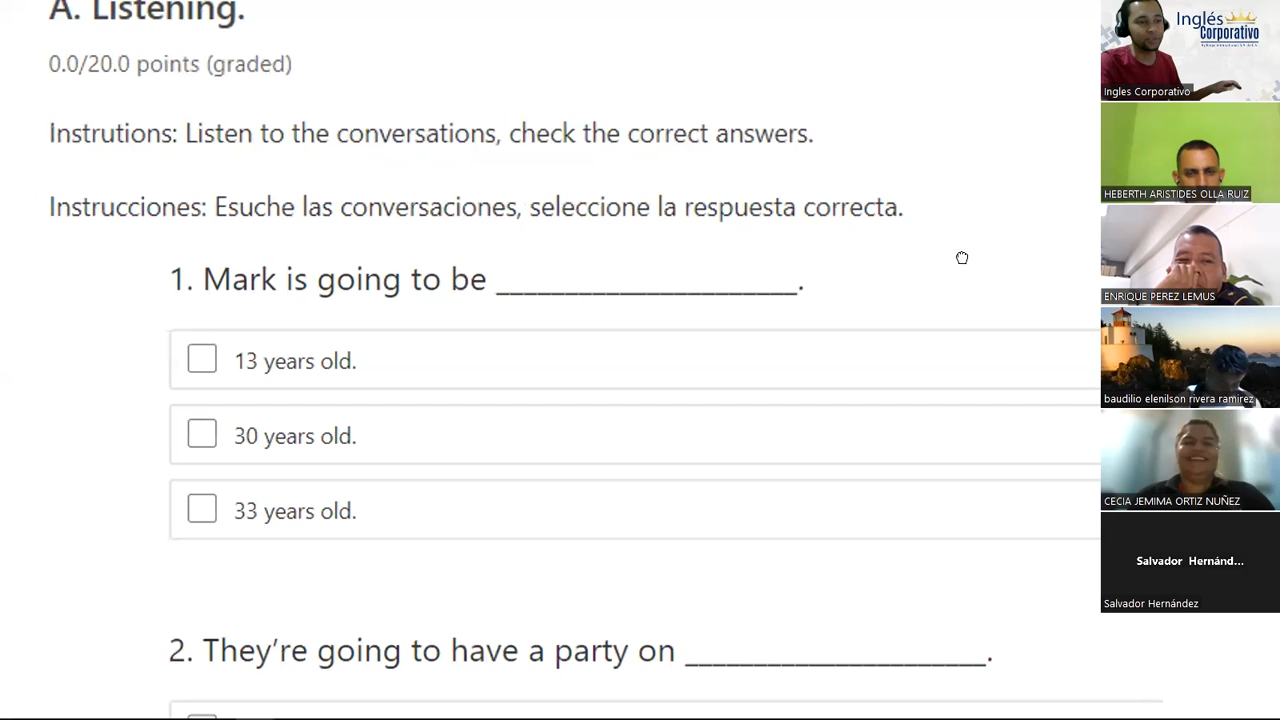 A. Listening.
0.0/20.0 points (graded)
Instrutions: Listen to the conversations, check the correct answers.
Instrucciones: Esuche las conversaciones, seleccione la respuesta correcta.
1. Mark is going to be ______________________.
13 years old.
30 years old.
33 years old.
2. They’re going to have a party on ______________________.
Inglés
Corporativo
Ingles Corporativo
HEBERTH ARISTIDES OLLA RUIZ
ENRIQUE PEREZ LEMUS
baudilio elenilson rivera ramirez
CECIA JEMIMA ORTIZ NUÑEZ
Salvador Hernánd...
Salvador Hernández